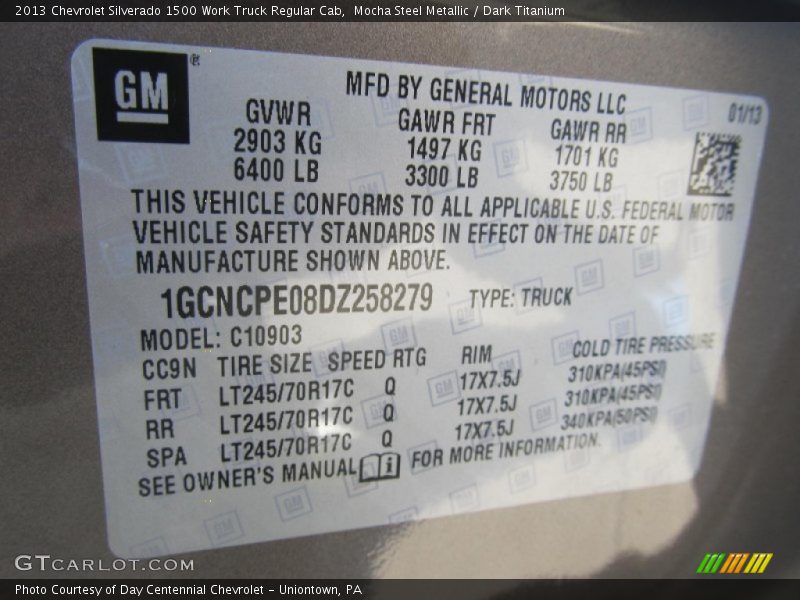 2013 Chevrolet Silverado 1500 Work Truck Regular Cab, Mocha Steel Metallic / Dark Titanium
GM®
MFD BY GENERAL MOTORS LLC
01/13
GVWR GAWR FRT GAWR RR
2903 KG 1497 KG 1701 KG
6400 LB 3300 LB 3750 LB
THIS VEHICLE CONFORMS TO ALL APPLICABLE U.S. FEDERAL MOTOR
VEHICLE SAFETY STANDARDS IN EFFECT ON THE DATE OF
MANUFACTURE SHOWN ABOVE.
1GCNCPE08DZ258279 TYPE: TRUCK
MODEL: C10903
CC9N TIRE SIZE SPEED RTG RIM COLD TIRE PRESSURE
FRT LT245/70R17C Q 17X7.5J 310KPA(45PSI)
RR LT245/70R17C Q 17X7.5J 310KPA(45PSI)
SPA LT245/70R17C Q 17X7.5J 340KPA(50PSI)
SEE OWNER'S MANUAL FOR MORE INFORMATION.
GTCARLOT.COM
Photo Courtesy of Day Centennial Chevrolet – Uniontown, PA